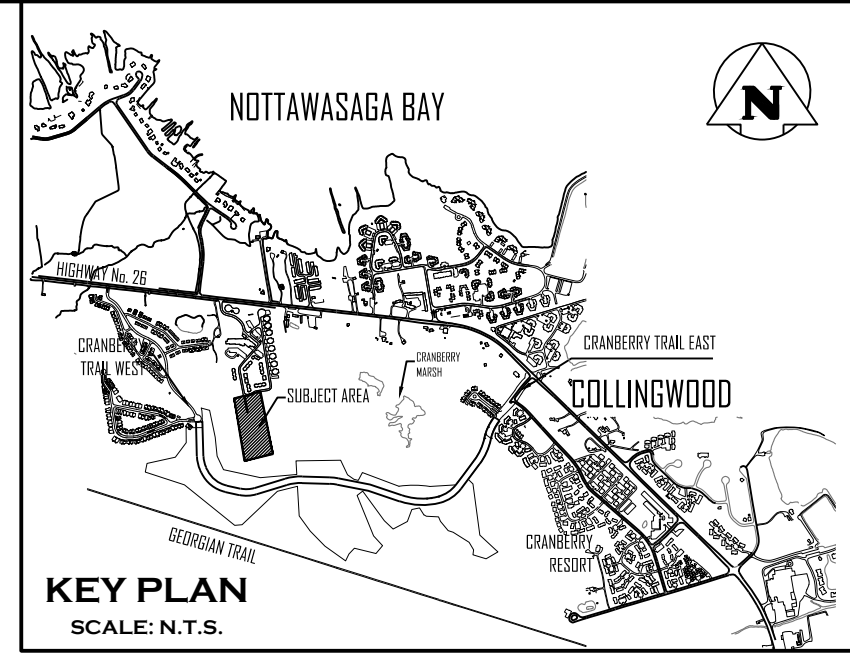 NOTTAWASAGA BAY
N
HIGHWAY No. 26
CRANBERRY
TRAIL WEST
CRANBERRY
MARSH
CRANBERRY TRAIL EAST
SUBJECT AREA
COLLINGWOOD
GEORGIAN TRAIL
CRANBERRY
RESORT
KEY PLAN
SCALE: N.T.S.